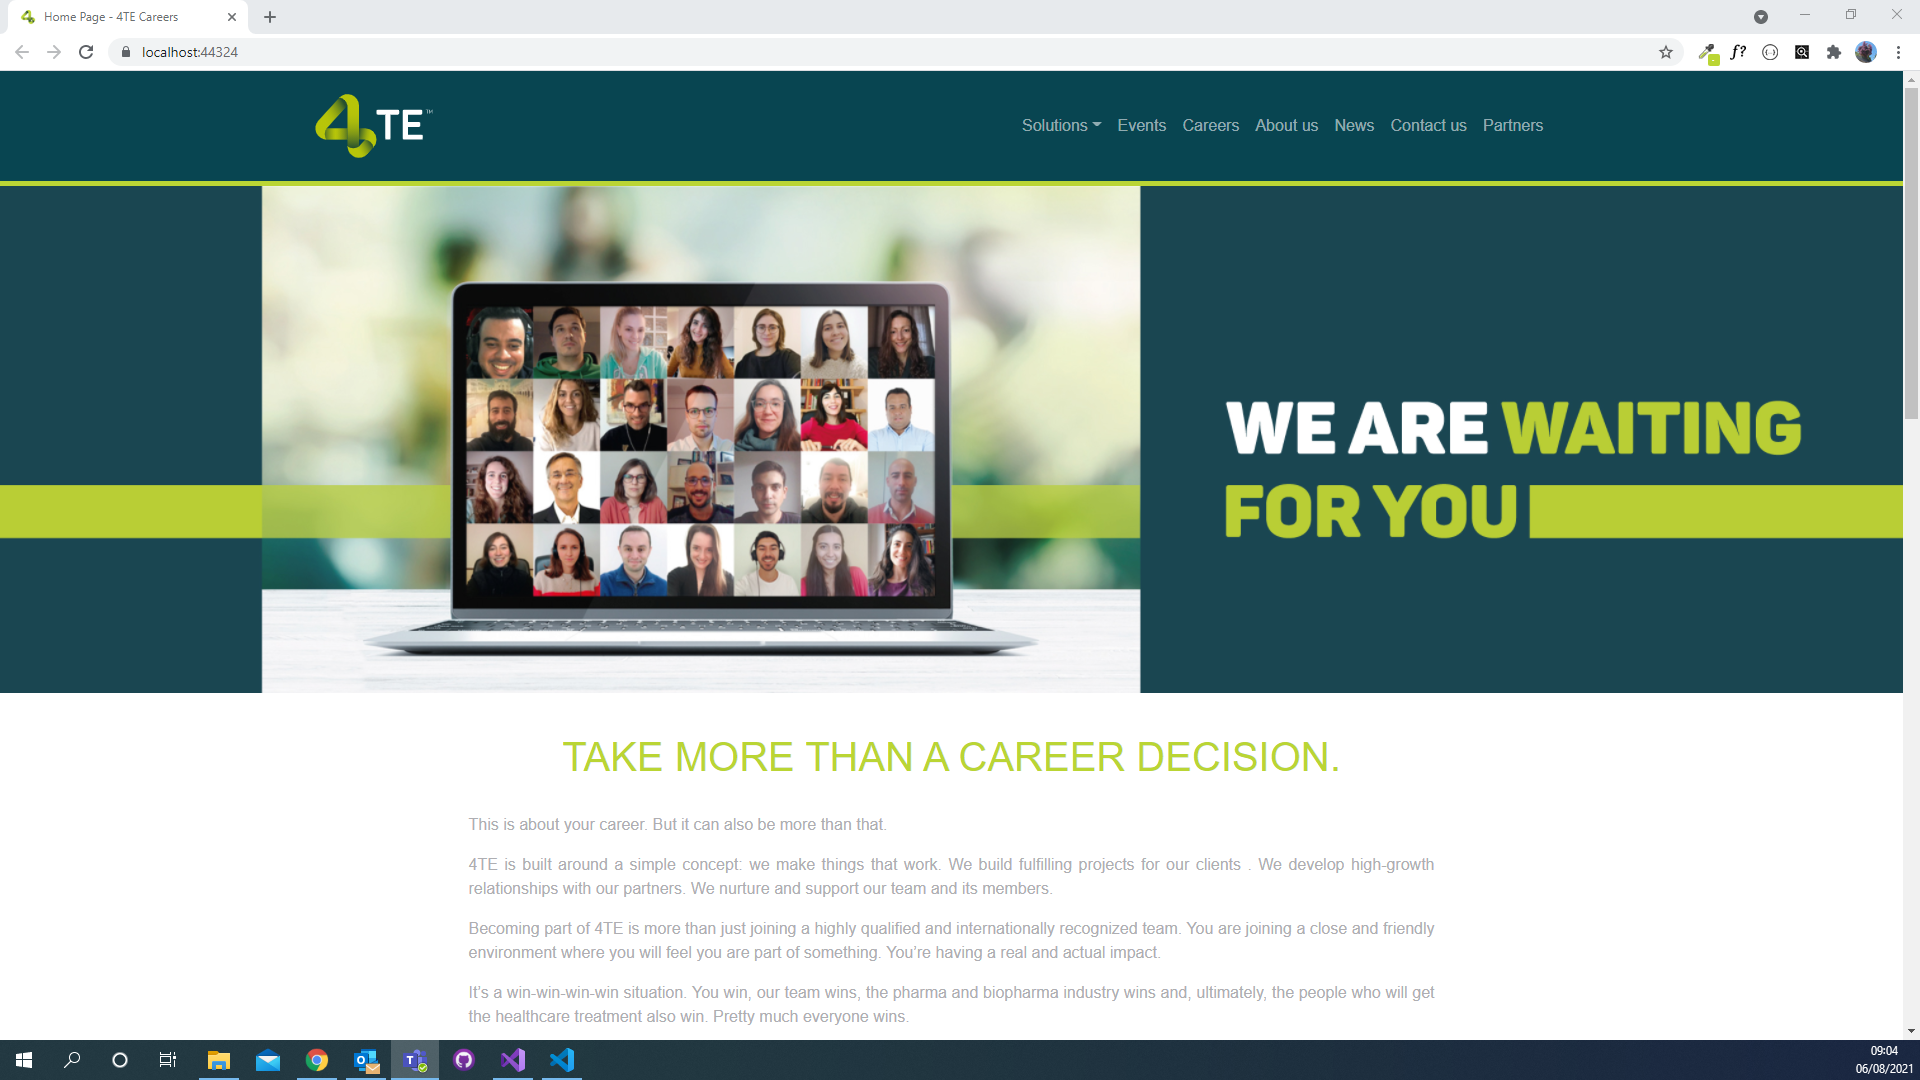 Home Page - 4TE Careers
localhost:44324
f?
4TE™
Solutions Events Careers About us News Contact us Partners
WE ARE WAITING
FOR YOU
TAKE MORE THAN A CAREER DECISION.
This is about your career. But it can also be more than that.
4TE is built around a simple concept: we make things that work. We build fulfilling projects for our clients . We develop high-growth
relationships with our partners. We nurture and support our team and its members.
Becoming part of 4TE is more than just joining a highly qualified and internationally recognized team. You are joining a close and friendly
environment where you will feel you are part of something. You’re having a real and actual impact.
It’s a win-win-win-win situation. You win, our team wins, the pharma and biopharma industry wins and, ultimately, the people who will get
the healthcare treatment also win. Pretty much everyone wins.
09:04
06/08/2021